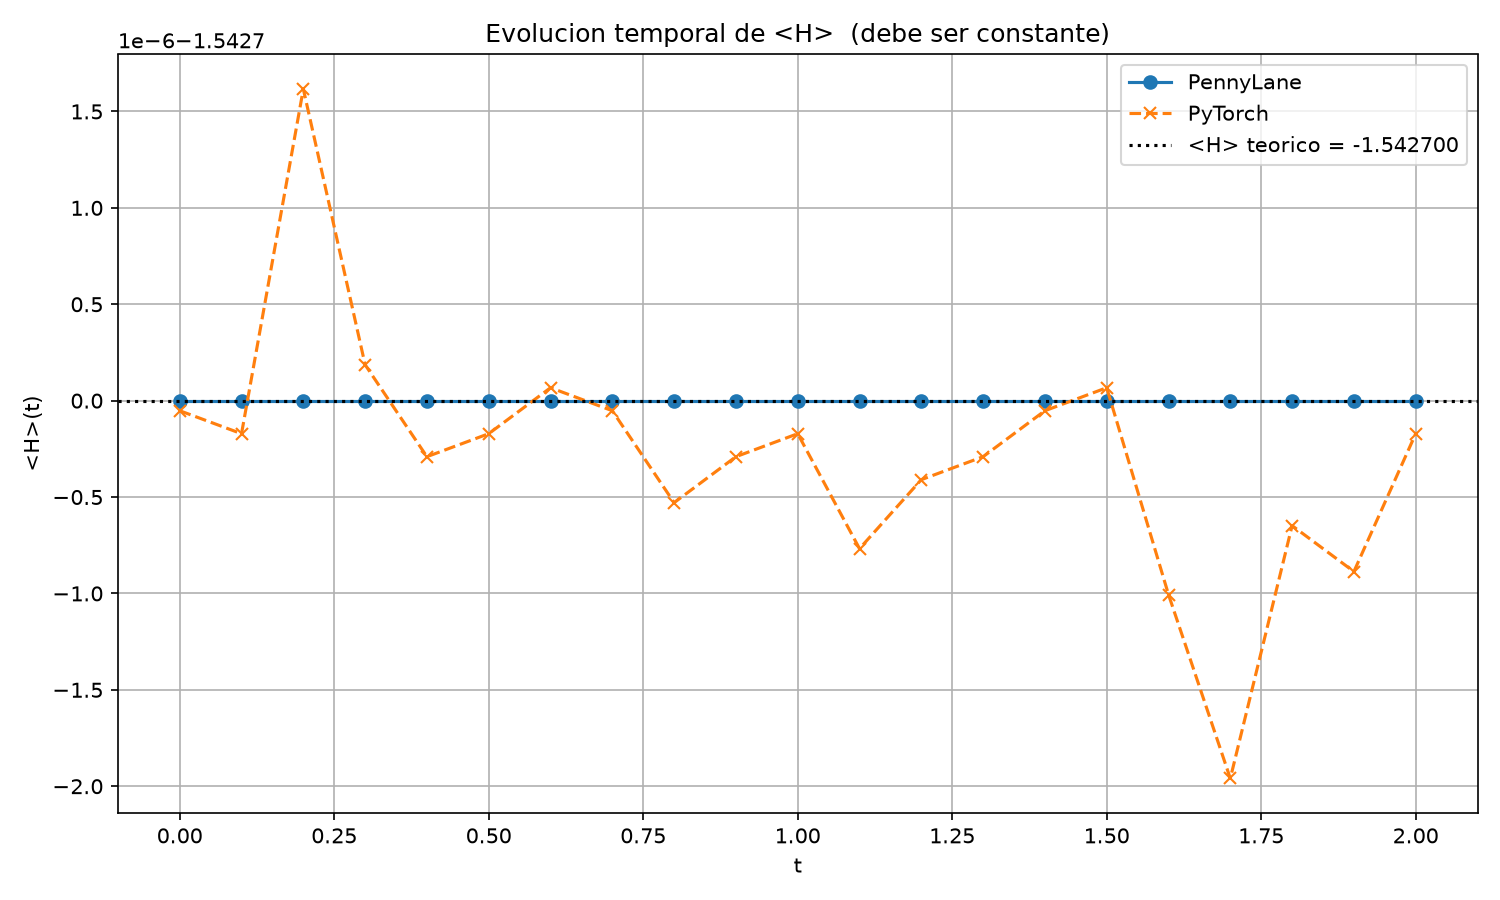 Evolucion temporal de <H>  (debe ser constante)
1e−6−1.5427
PennyLane
PyTorch
<H> teorico = -1.542700
1.5
1.0
0.5
0.0
−0.5
−1.0
−1.5
−2.0
<H>(t)
0.00 0.25 0.50 0.75 1.00 1.25 1.50 1.75 2.00
t